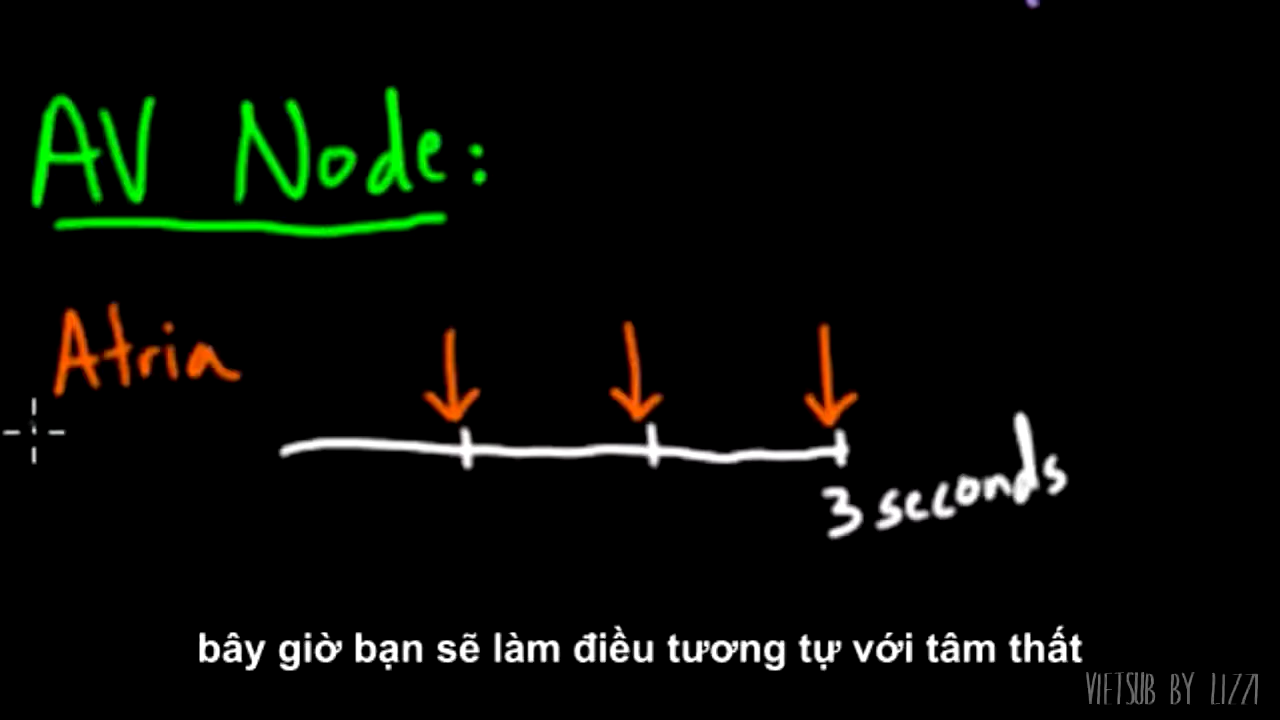 AV Node:
Atria
3 seconds
bây giờ bạn sẽ làm điều tương tự với tâm thất
VIETSUB BY LIZZI